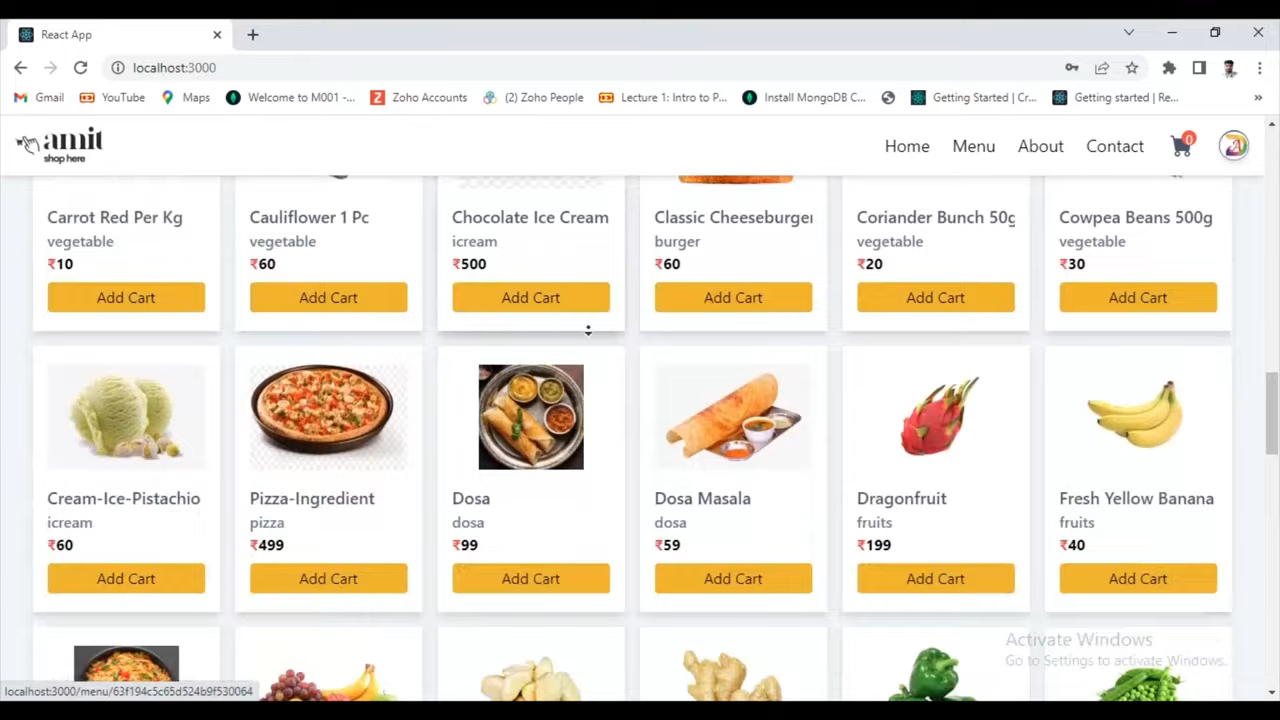 React App
localhost:3000
Gmail YouTube Maps Welcome to M001 -... Zoho Accounts (2) Zoho People Lecture 1: Intro to P... Install MongoDB C... Getting Started | Cr... Getting started | Re... »
amit
shop here
Home Menu About Contact 0
Carrot Red Per Kg Cauliflower 1 Pc Chocolate Ice Cream Classic Cheeseburger Coriander Bunch 50g Cowpea Beans 500g
vegetable vegetable icream burger vegetable vegetable
₹10 ₹60 ₹500 ₹60 ₹20 ₹30
Add Cart Add Cart Add Cart Add Cart Add Cart Add Cart
Cream-Ice-Pistachio Pizza-Ingredient Dosa Dosa Masala Dragonfruit Fresh Yellow Banana
icream pizza dosa dosa fruits fruits
₹60 ₹499 ₹99 ₹59 ₹199 ₹40
Add Cart Add Cart Add Cart Add Cart Add Cart Add Cart
Activate Windows
Go to Settings to activate Windows.
localhost:3000/menu/63f194c5c65d524b9f530064